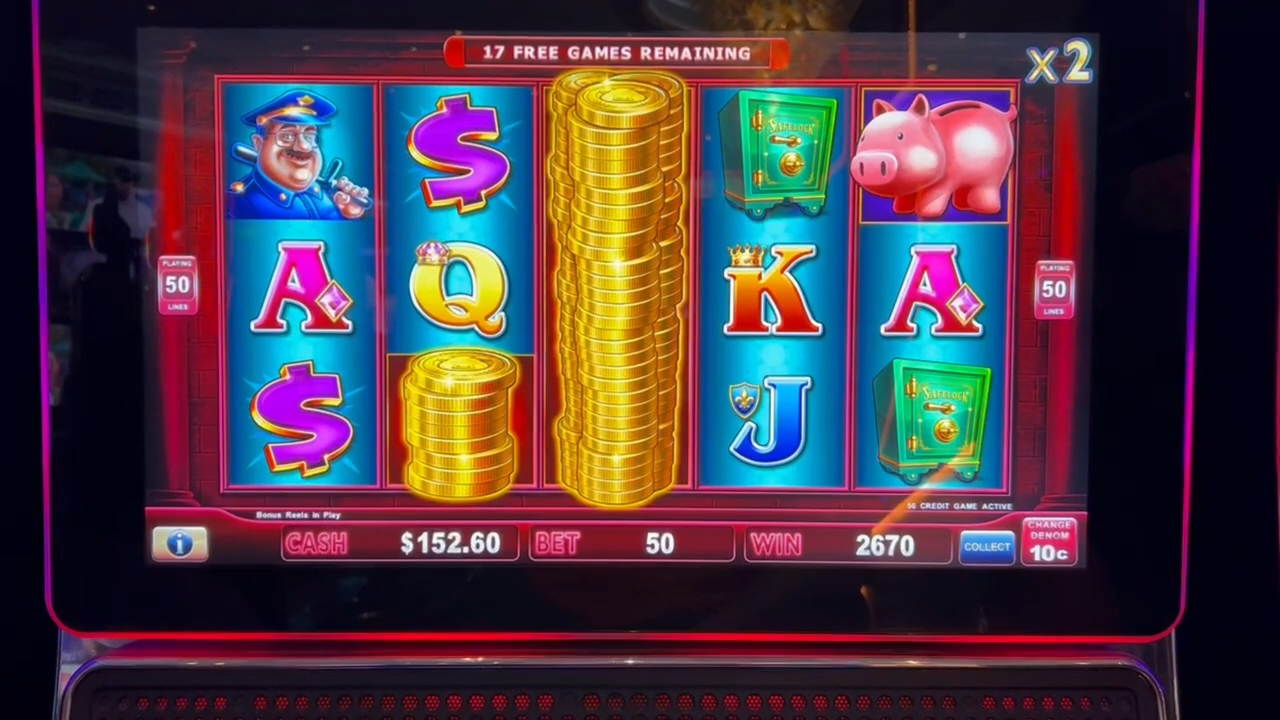 17 FREE GAMES REMAINING
x2
$
SAFELOCK
PLAYING
50
LINES
A
Q
K
A
PLAYING
50
LINES
$
J
SAFELOCK
Bonus Reels in Play
CREDIT GAME ACTIVE
i
CASH $152.60
BET 50
WIN 2670
COLLECT
CHANGE
DENOM
10c